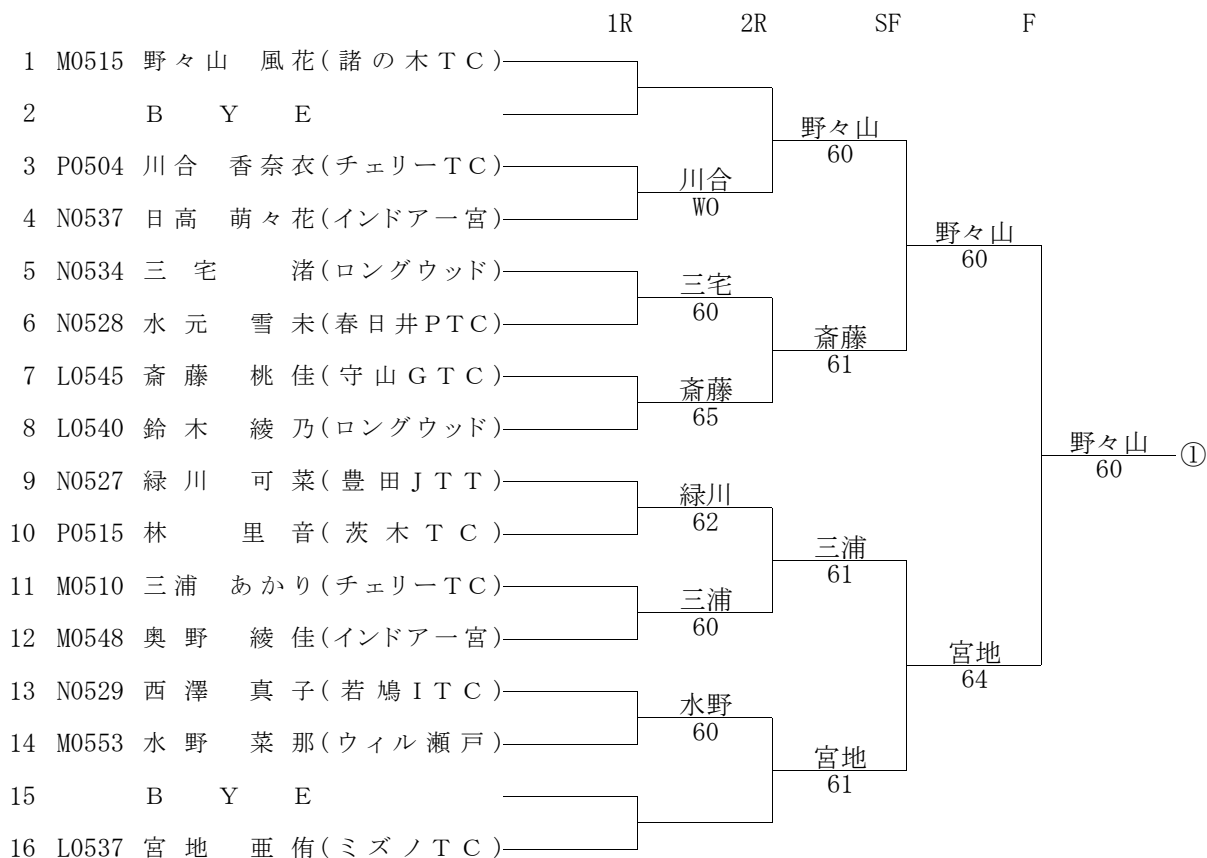 1R 2R SF F
1 M0515 野々山 風花(諸の木TC)
2 BYE
野々山
60
3 P0504 川合 香奈衣(チェリーTC)
川合
WO
4 N0537 日高 萌々花(インドア一宮)
野々山
60
5 N0534 三宅 渚(ロングウッド)
三宅
60
6 N0528 水元 雪未(春日井PTC)
斎藤
61
7 L0545 斎藤 桃佳(守山GTC)
斎藤
65
8 L0540 鈴木 綾乃(ロングウッド)
野々山
60
①
9 N0527 緑川 可菜(豊田JTT)
緑川
62
10 P0515 林 里音(茨木TC)
三浦
61
11 M0510 三浦 あかり(チェリーTC)
三浦
60
12 M0548 奥野 綾佳(インドア一宮)
宮地
64
13 N0529 西澤 真子(若鳩ITC)
水野
60
14 M0553 水野 菜那(ウィル瀬戸)
宮地
61
15 BYE
16 L0537 宮地 亜侑(ミズノTC)